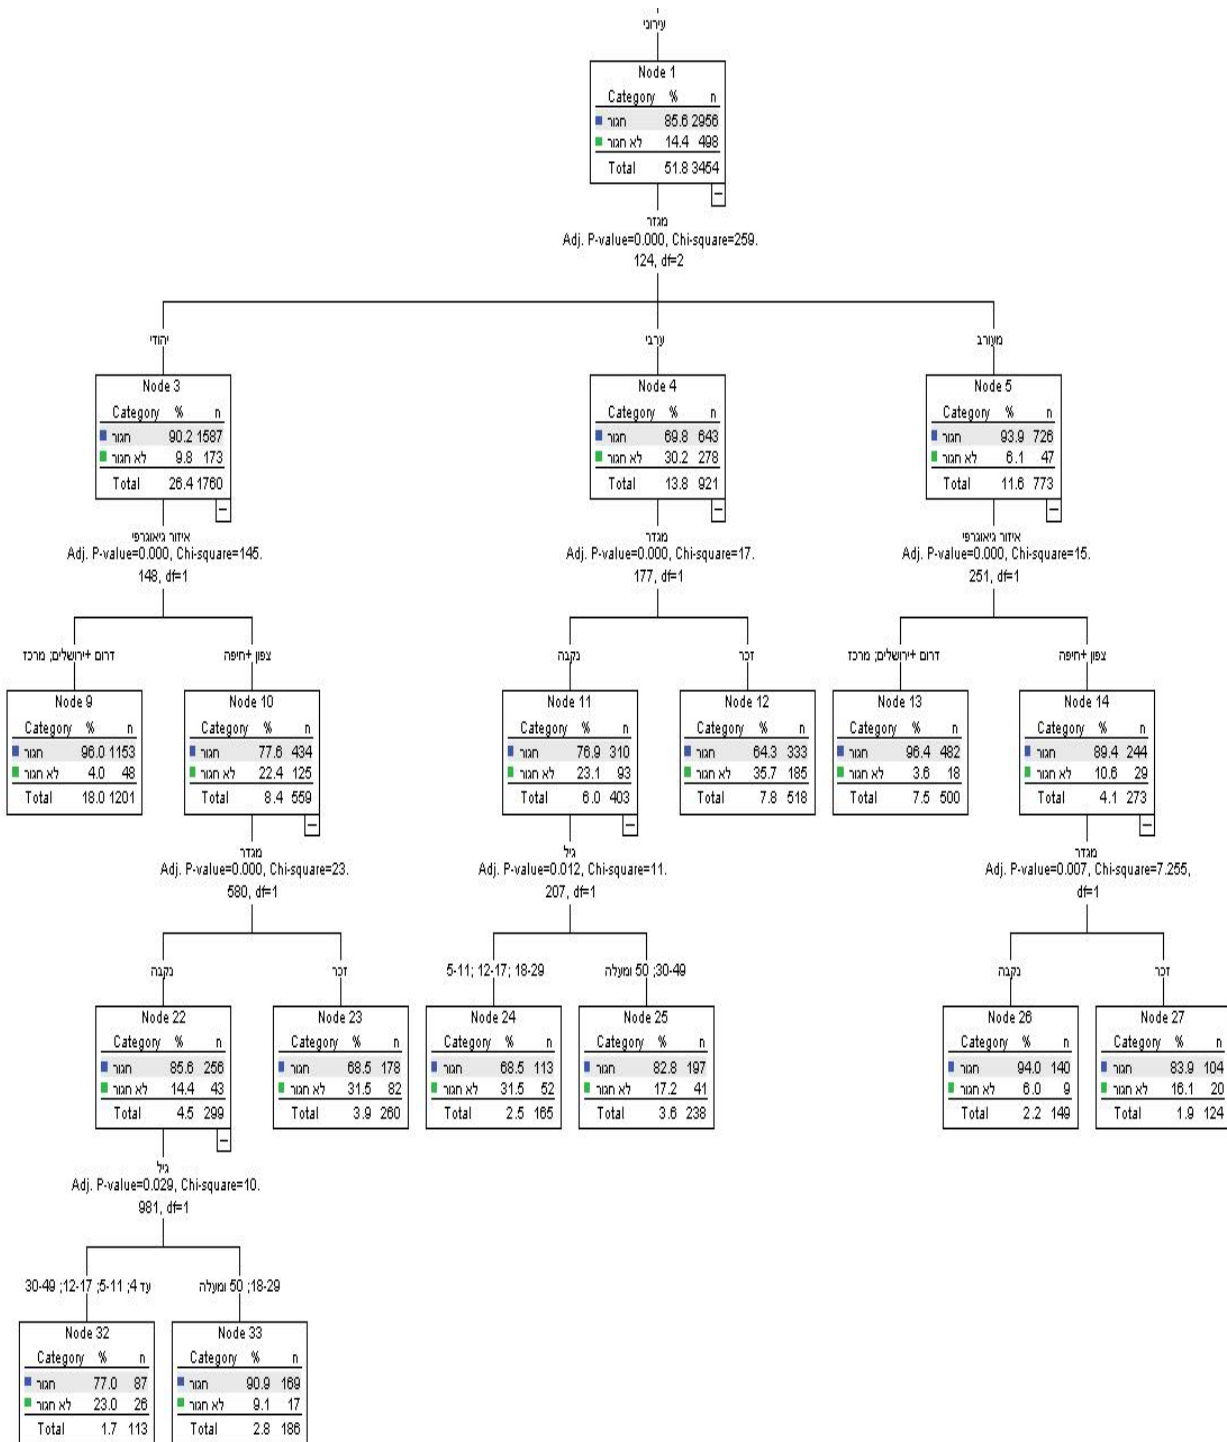 עירוני
Node 1
Category % n
חגור 85.6 2956
לא חגור 14.4 498
Total 51.8 3454
מגזר
Adj. P-value=0.000, Chi-square=259.
124, df=2
יהודי
ערבי
מעורב
Node 3
Category % n
חגור 90.2 1587
לא חגור 9.8 173
Total 26.4 1760
Node 4
Category % n
חגור 69.8 643
לא חגור 30.2 278
Total 13.8 921
Node 5
Category % n
חגור 93.9 726
לא חגור 6.1 47
Total 11.6 773
איזור גיאוגרפי
Adj. P-value=0.000, Chi-square=145.
148, df=1
מגדר
Adj. P-value=0.000, Chi-square=17.
177, df=1
איזור גיאוגרפי
Adj. P-value=0.000, Chi-square=15.
251, df=1
דרום +ירושלים; מרכז
צפון +חיפה
נקבה
זכר
דרום +ירושלים; מרכז
צפון +חיפה
Node 9
Category % n
חגור 96.0 1153
לא חגור 4.0 48
Total 18.0 1201
Node 10
Category % n
חגור 77.6 434
לא חגור 22.4 125
Total 8.4 559
Node 11
Category % n
חגור 76.9 310
לא חגור 23.1 93
Total 6.0 403
Node 12
Category % n
חגור 64.3 333
לא חגור 35.7 185
Total 7.8 518
Node 13
Category % n
חגור 96.4 482
לא חגור 3.6 18
Total 7.5 500
Node 14
Category % n
חגור 89.4 244
לא חגור 10.6 29
Total 4.1 273
מגדר
Adj. P-value=0.000, Chi-square=23.
580, df=1
גיל
Adj. P-value=0.012, Chi-square=11.
207, df=1
מגדר
Adj. P-value=0.007, Chi-square=7.255,
df=1
נקבה
זכר
5-11; 12-17; 18-29
30-49; 50 ומעלה
נקבה
זכר
Node 22
Category % n
חגור 85.6 256
לא חגור 14.4 43
Total 4.5 299
Node 23
Category % n
חגור 68.5 178
לא חגור 31.5 82
Total 3.9 260
Node 24
Category % n
חגור 68.5 113
לא חגור 31.5 52
Total 2.5 165
Node 25
Category % n
חגור 82.8 197
לא חגור 17.2 41
Total 3.6 238
Node 26
Category % n
חגור 94.0 140
לא חגור 6.0 9
Total 2.2 149
Node 27
Category % n
חגור 83.9 104
לא חגור 16.1 20
Total 1.9 124
גיל
Adj. P-value=0.029, Chi-square=10.
981, df=1
עד 4; 5-11; 12-17; 30-49
18-29; 50 ומעלה
Node 32
Category % n
חגור 77.0 87
לא חגור 23.0 26
Total 1.7 113
Node 33
Category % n
חגור 90.9 169
לא חגור 9.1 17
Total 2.8 186